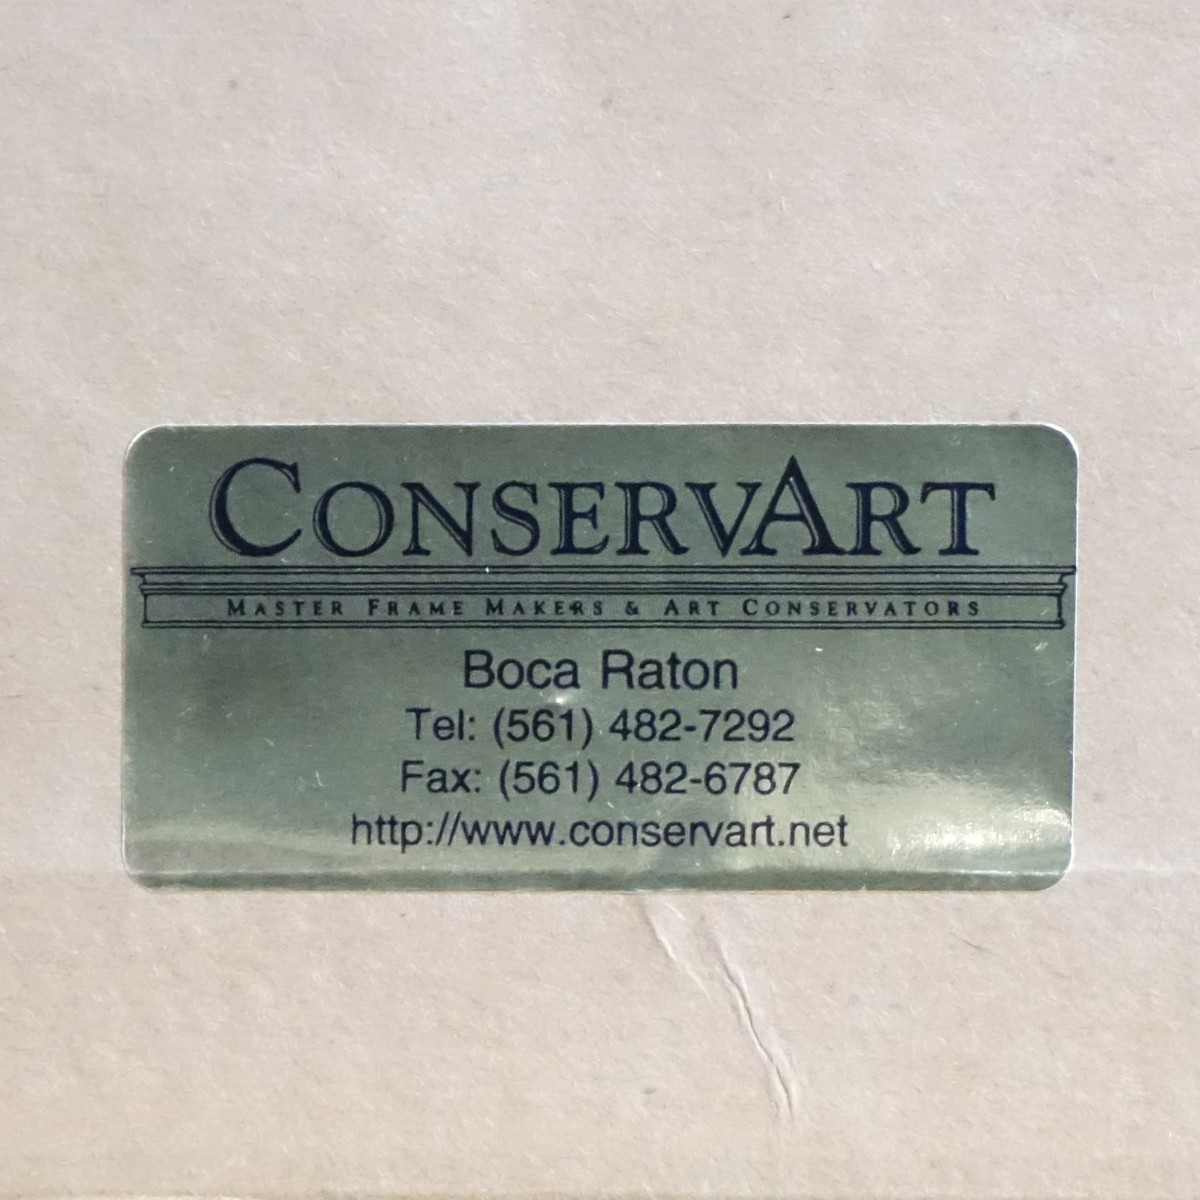 CONSERVART
MASTER FRAME MAKERS & ART CONSERVATORS
Boca Raton
Tel: (561) 482-7292
Fax: (561) 482-6787
http://www.conservart.net